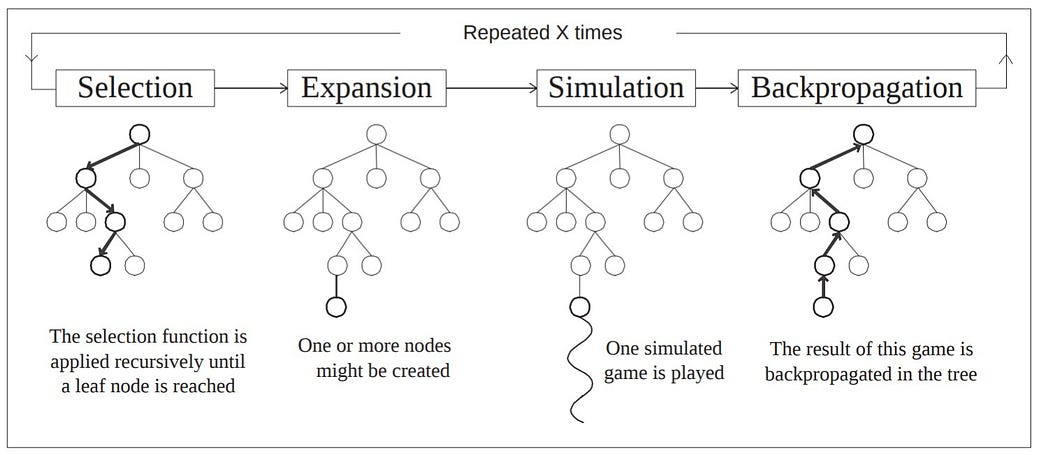 Repeated X times
Selection
Expansion
Simulation
Backpropagation
The selection function is
applied recursively until
a leaf node is reached
One or more nodes
might be created
One simulated
game is played
The result of this game is
backpropagated in the tree